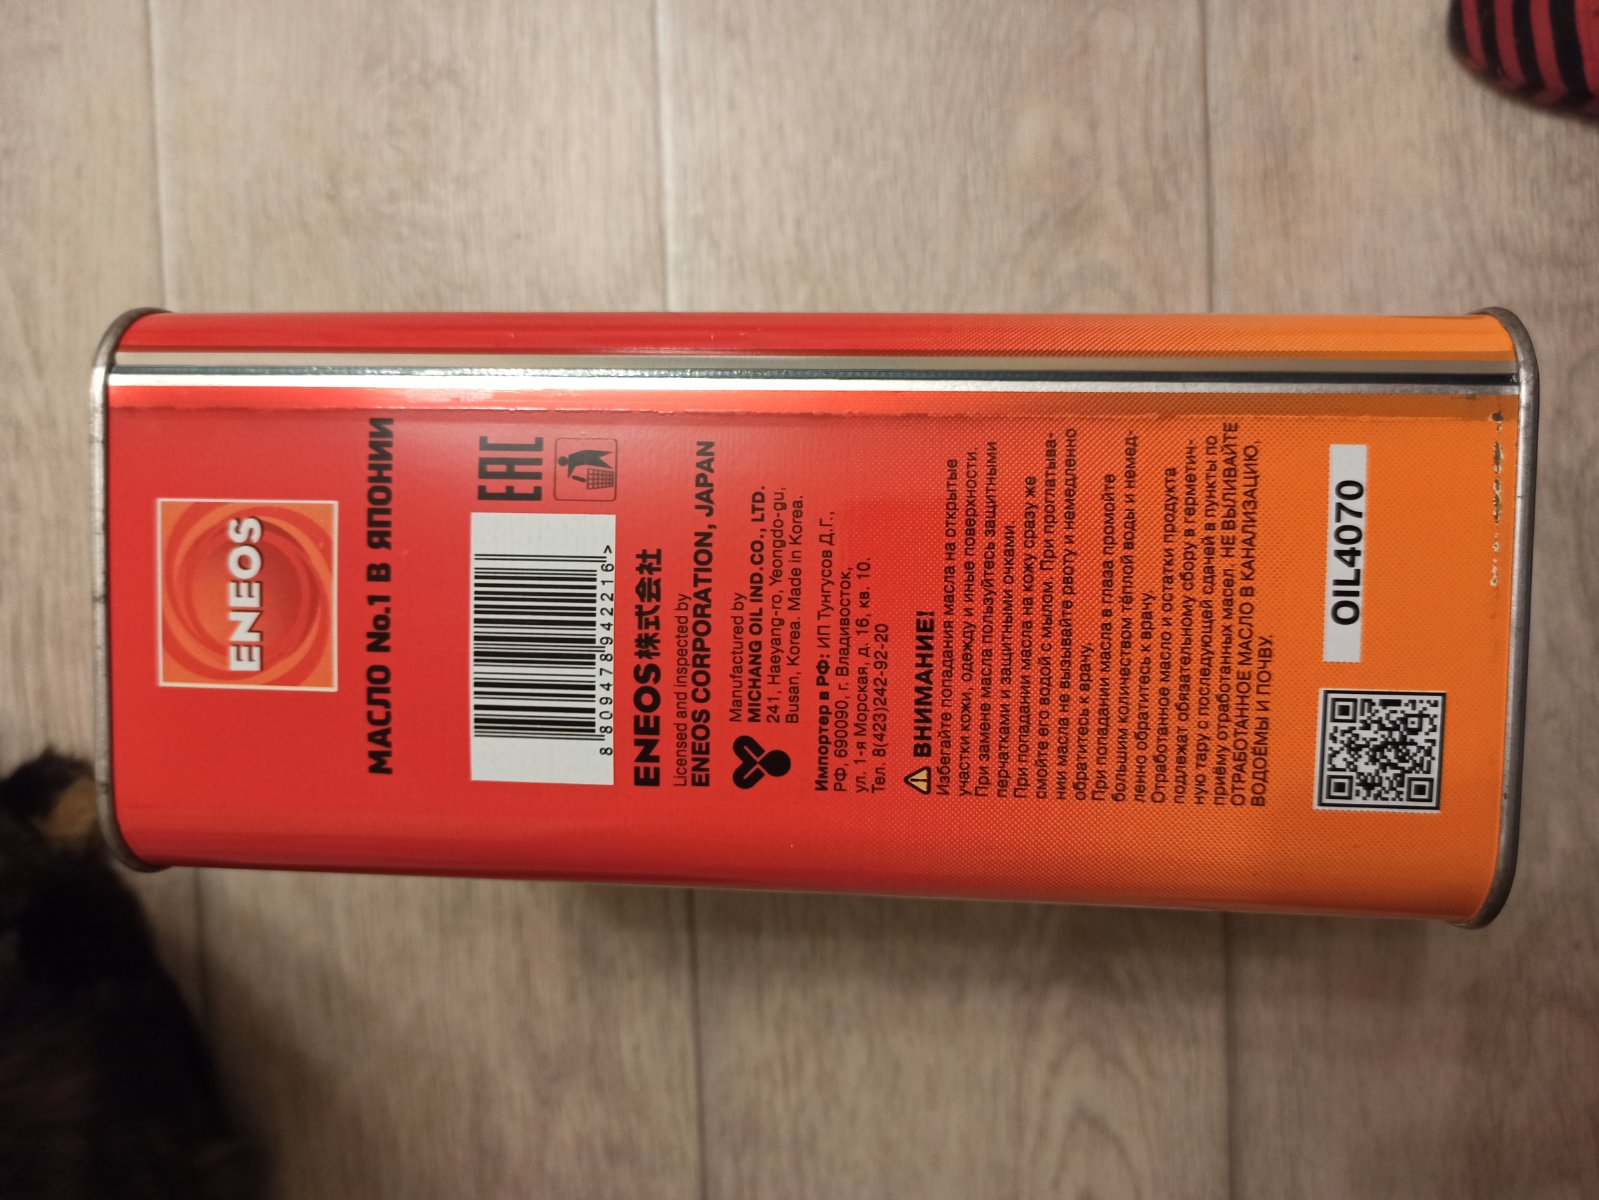 ENEOS
МАСЛО No.1 В ЯПОНИИ
EAC
8 809478 942216 >
ENEOS株式会社
Licensed and inspected by
ENEOS CORPORATION, JAPAN
Manufactured by
MICHANG OIL IND.CO., LTD.
241, Haeyang-ro, Yeongdo-gu,
Busan, Korea. Made in Korea.
Импортер в РФ: ИП Тунгусов Д.Г.,
РФ, 690090, г. Владивосток,
ул. 1-я Морская, д. 16, кв. 10.
Тел. 8(423)242-92-20
ВНИМАНИЕ!
Избегайте попадания масла на открытые
участки кожи, одежду и иные поверхности.
При замене масла пользуйтесь защитными
перчатками и защитными очками.
При попадании масла на кожу сразу же
смойте его водой с мылом. При проглатыва-
нии масла не вызывайте рвоту и немедленно
обратитесь к врачу.
При попадании масла в глаза промойте
большим количеством тёплой воды и немед-
ленно обратитесь к врачу.
Отработанное масло и остатки продукта
подлежат обязательному сбору в герметич-
ную тару с последующей сдачей в пункты по
приёму отработанных масел. НЕ ВЫЛИВАЙТЕ
ОТРАБОТАННОЕ МАСЛО В КАНАЛИЗАЦИЮ,
ВОДОЁМЫ И ПОЧВУ.
OIL4070